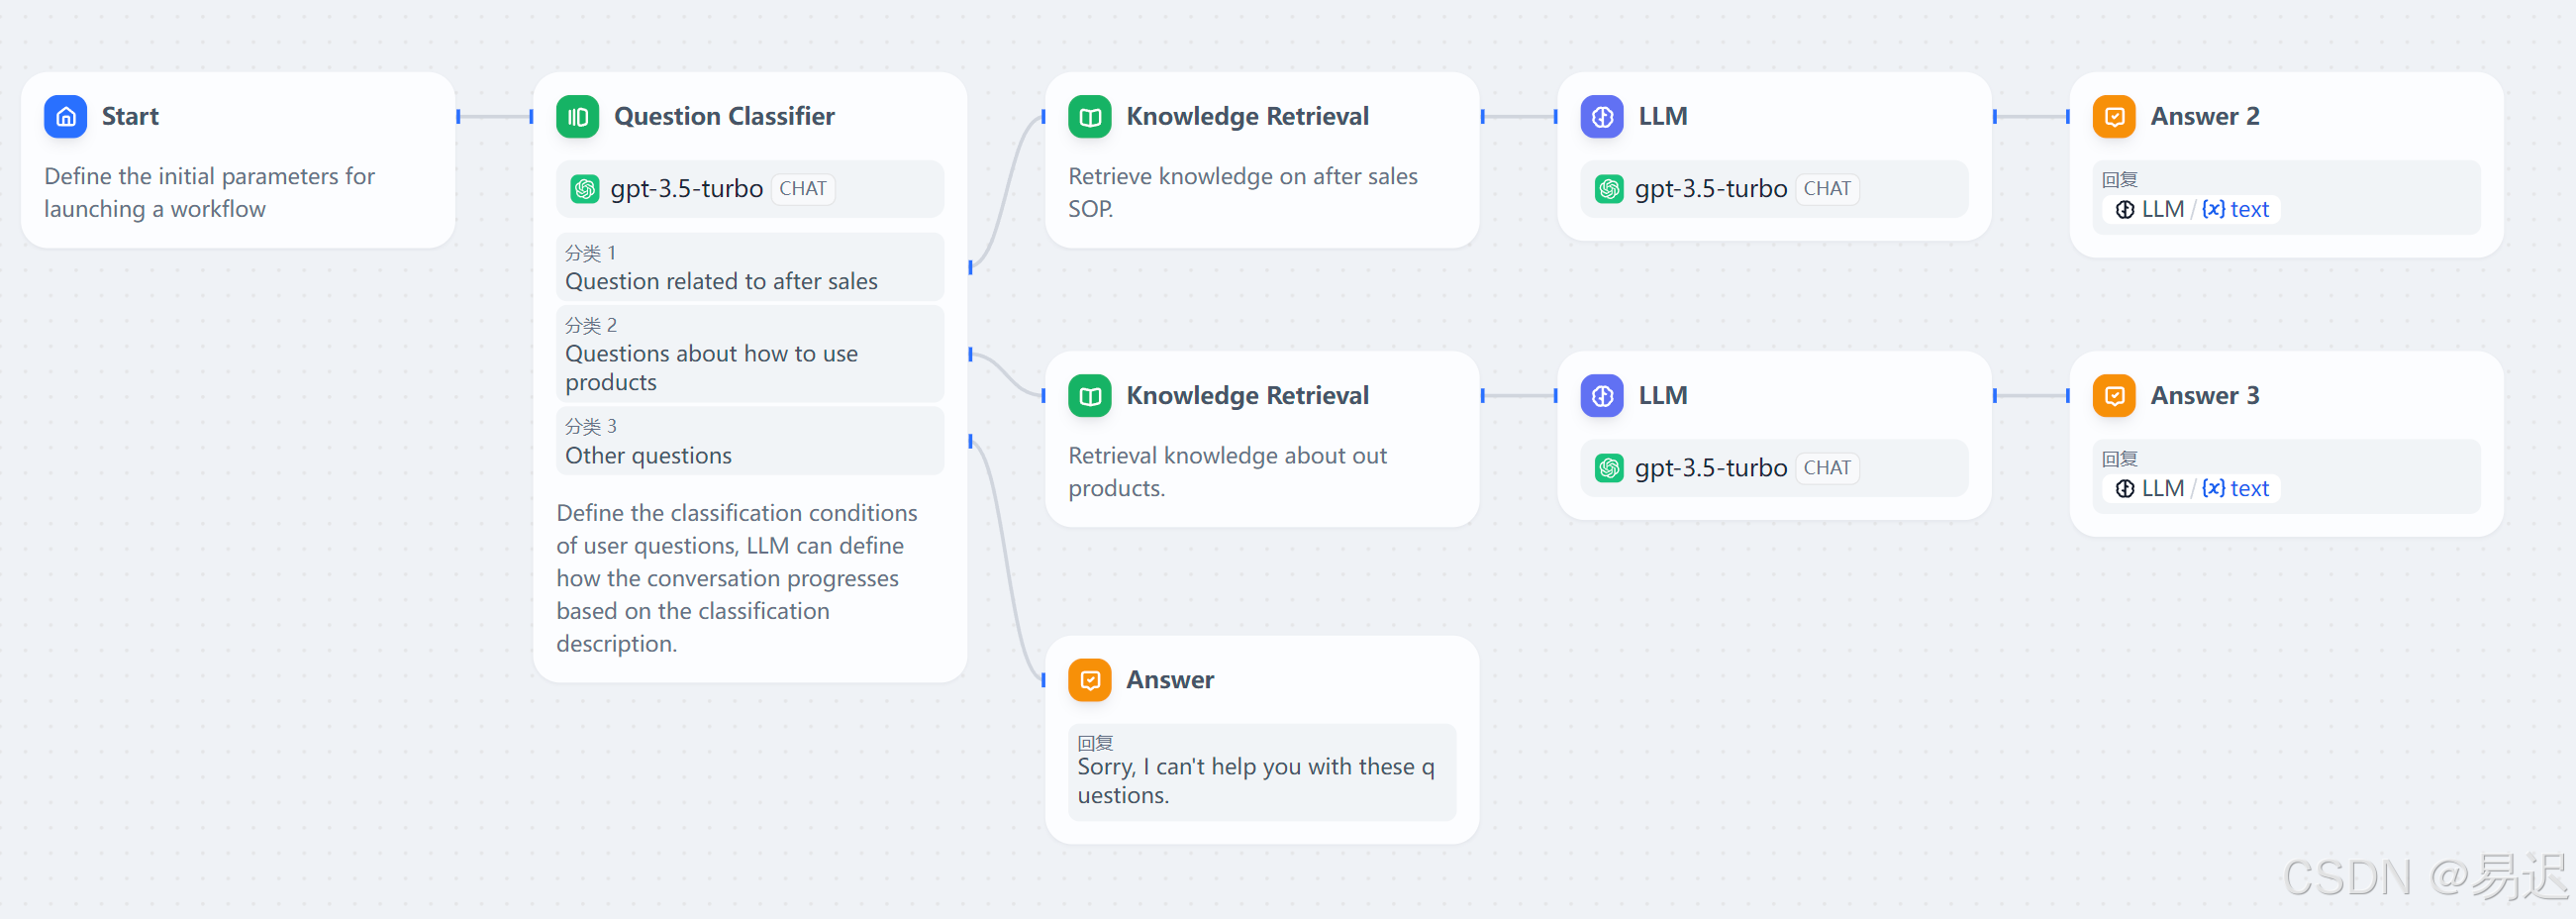 Start
Define the initial parameters for
launching a workflow
Question Classifier
gpt-3.5-turbo CHAT
分类 1
Question related to after sales
分类 2
Questions about how to use
products
分类 3
Other questions
Define the classification conditions
of user questions, LLM can define
how the conversation progresses
based on the classification
description.
Knowledge Retrieval
Retrieve knowledge on after sales
SOP.
LLM
gpt-3.5-turbo CHAT
Answer 2
回复
LLM / {x} text
Knowledge Retrieval
Retrieval knowledge about out
products.
LLM
gpt-3.5-turbo CHAT
Answer 3
回复
LLM / {x} text
Answer
回复
Sorry, I can't help you with these q
uestions.
CSDN @易迟